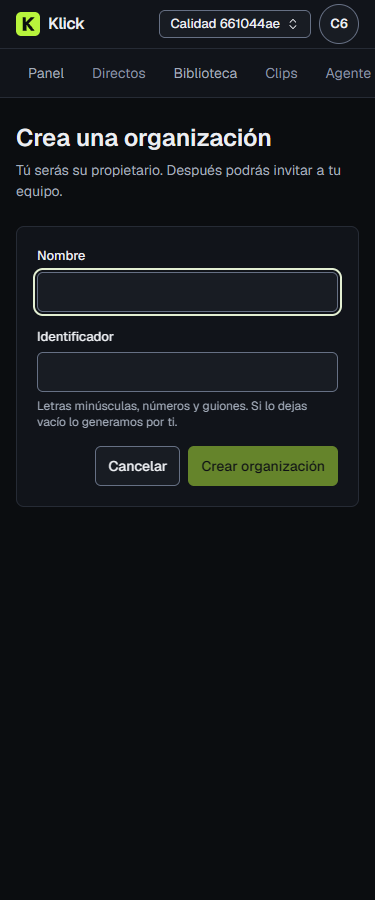 K Klick
Calidad 661044ae
C6
Panel Directos Biblioteca Clips Agente
Crea una organización
Tú serás su propietario. Después podrás invitar a tu
equipo.
Nombre
Identificador
Letras minúsculas, números y guiones. Si lo dejas
vacío lo generamos por ti.
Cancelar
Crear organización